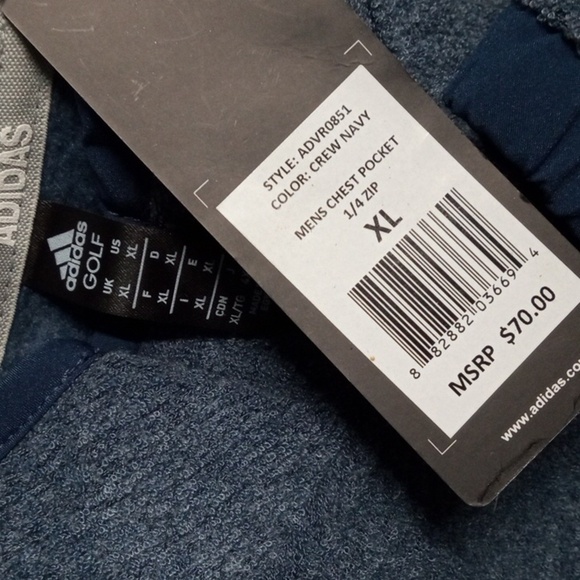 ADIDAS
adidas
GOLF
US XL D XL E XL
UK XL F XL I XL CDN XL/TG
STYLE: ADVR0851
COLOR: CREW NAVY
MENS CHEST POCKET
1/4 ZIP
XL
8 82882 03669 4
MSRP $70.00
www.adidas.co